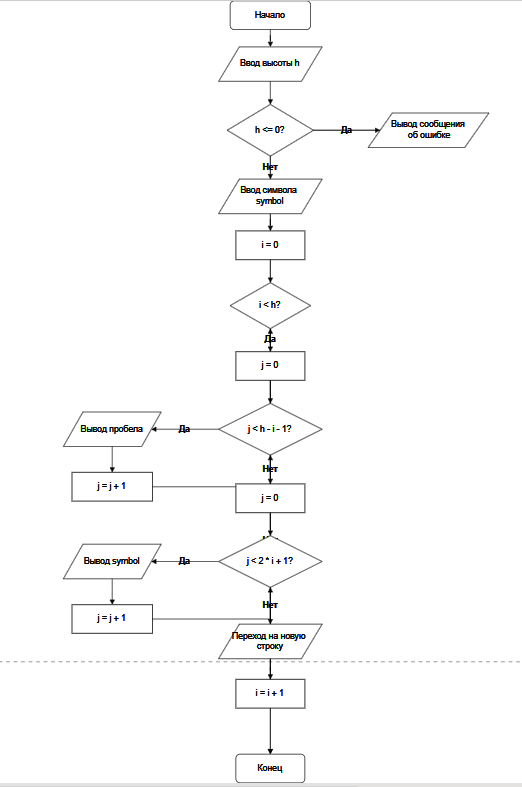 Начало
Ввод высоты h
h <= 0?
Да
Вывод сообщения
об ошибке
Нет
Ввод символа
symbol
i = 0
i < h?
Да
j = 0
j < h - i - 1?
Да
Вывод пробела
Нет
j = j + 1
j = 0
j < 2 * i + 1?
Да
Вывод symbol
Нет
j = j + 1
Переход на новую
строку
i = i + 1
Конец